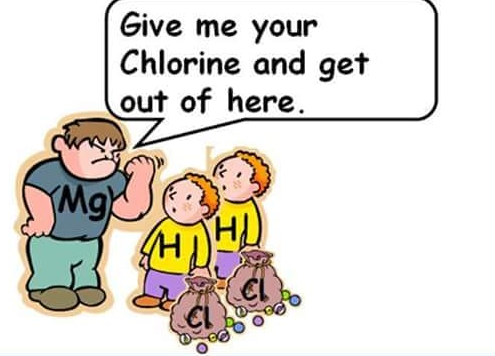 Give me your
Chlorine and get
out of here.
Mg
H
H
Cl
Cl